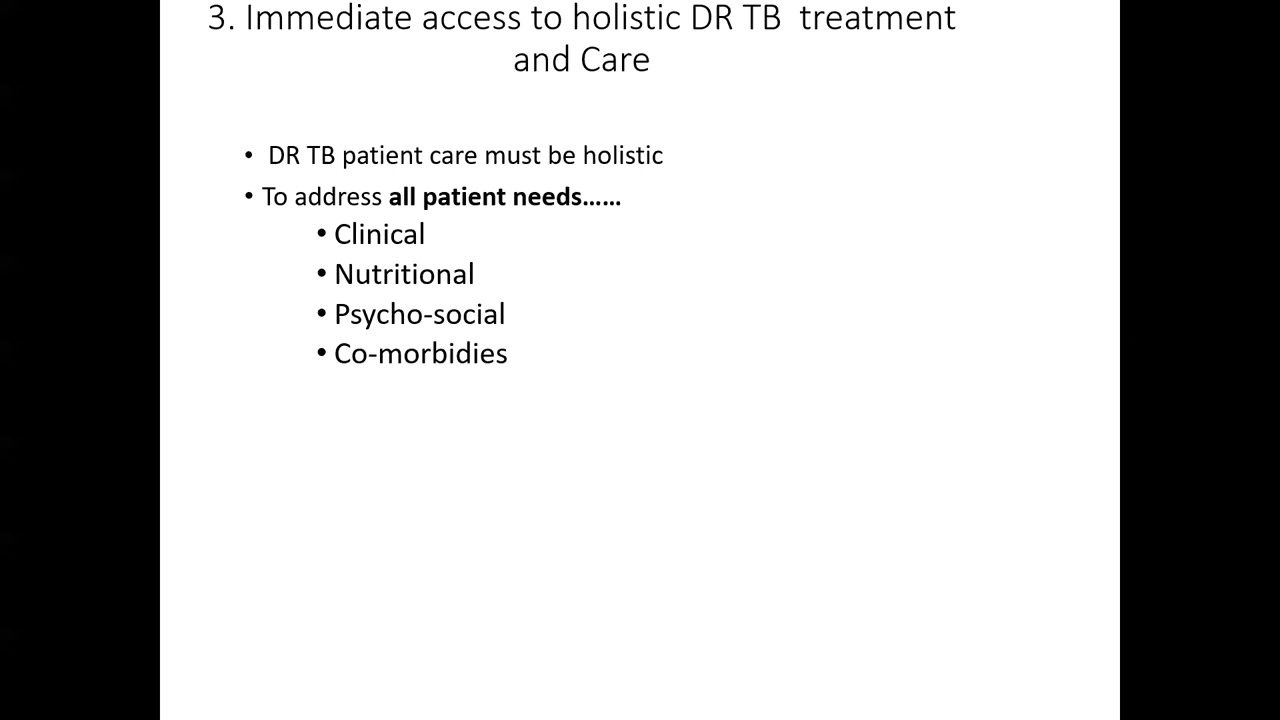 3. Immediate access to holistic DR TB  treatment
and Care
• DR TB patient care must be holistic
• To address all patient needs……
• Clinical
• Nutritional
• Psycho-social
• Co-morbidies